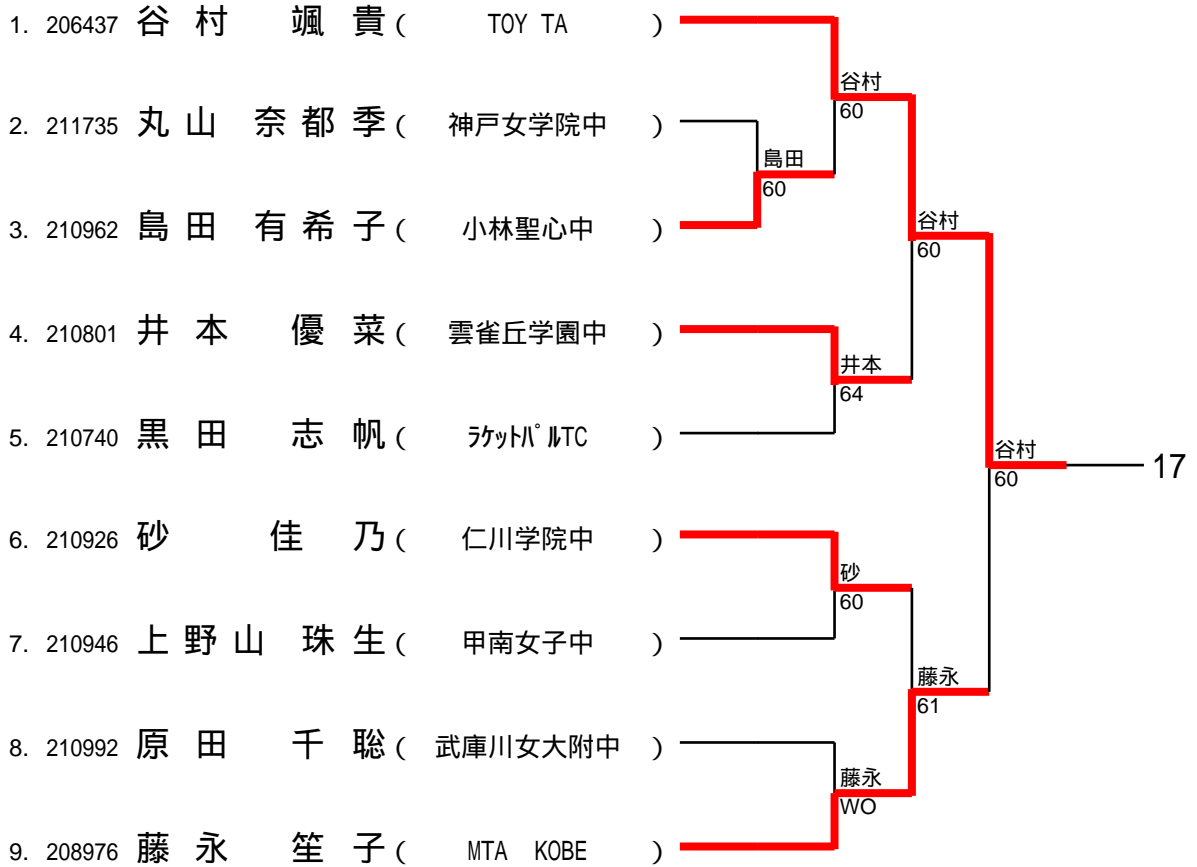 1. 206437 谷村 颯貴( TOY TA )
谷村
60
2. 211735 丸山 奈都季( 神戸女学院中 )
島田
60
3. 210962 島田 有希子( 小林聖心中 )
谷村
60
4. 210801 井本 優菜( 雲雀丘学園中 )
井本
64
5. 210740 黒田 志帆( ﾗｹｯﾄﾊﾟﾙTC )
谷村
60
17
6. 210926 砂 佳乃( 仁川学院中 )
砂
60
7. 210946 上野山 珠生( 甲南女子中 )
藤永
61
8. 210992 原田 千聡( 武庫川女大附中 )
藤永
WO
9. 208976 藤永 笙子( MTA KOBE )